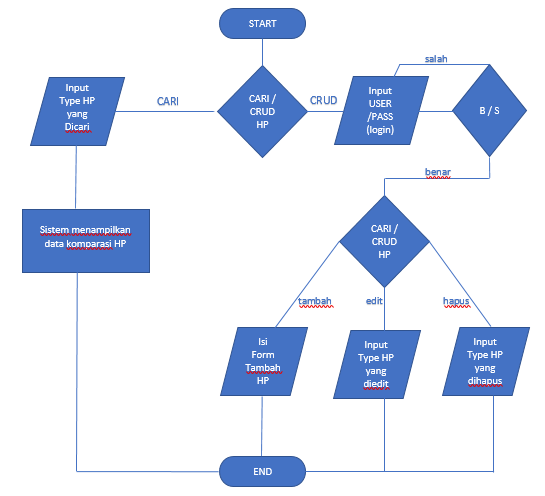 START
salah
Input
Type HP
yang
Dicari
CARI
CARI /
CRUD
HP
CRUD
Input
USER
/PASS
(login)
B / S
benar
Sistem menampilkan
data komparasi HP
CARI /
CRUD
HP
tambah
edit
hapus
Isi
Form
Tambah
HP
Input
Type HP
yang
diedit
Input
Type HP
yang
dihapus
END